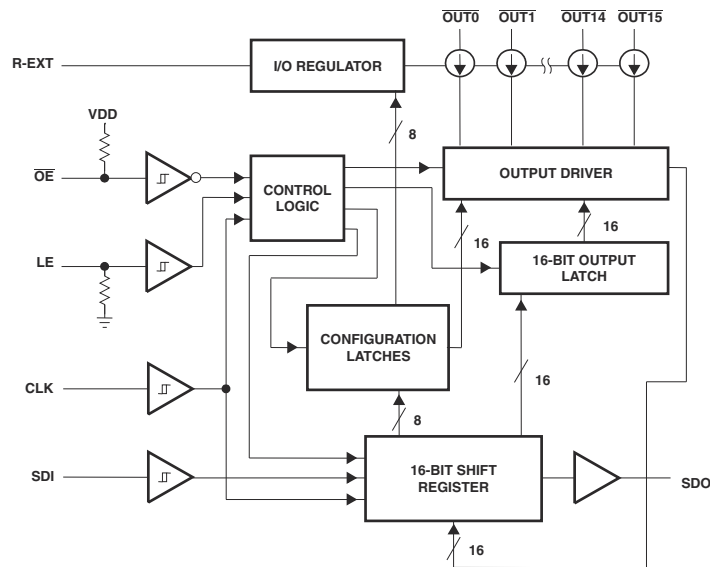 OUT0 OUT1 OUT14 OUT15
R-EXT
I/O REGULATOR
8
VDD
OE
CONTROL
LOGIC
OUTPUT DRIVER
16
16
LE
16-BIT OUTPUT
LATCH
CONFIGURATION
LATCHES
16
CLK
8
SDI
16-BIT SHIFT
REGISTER
SDO
16